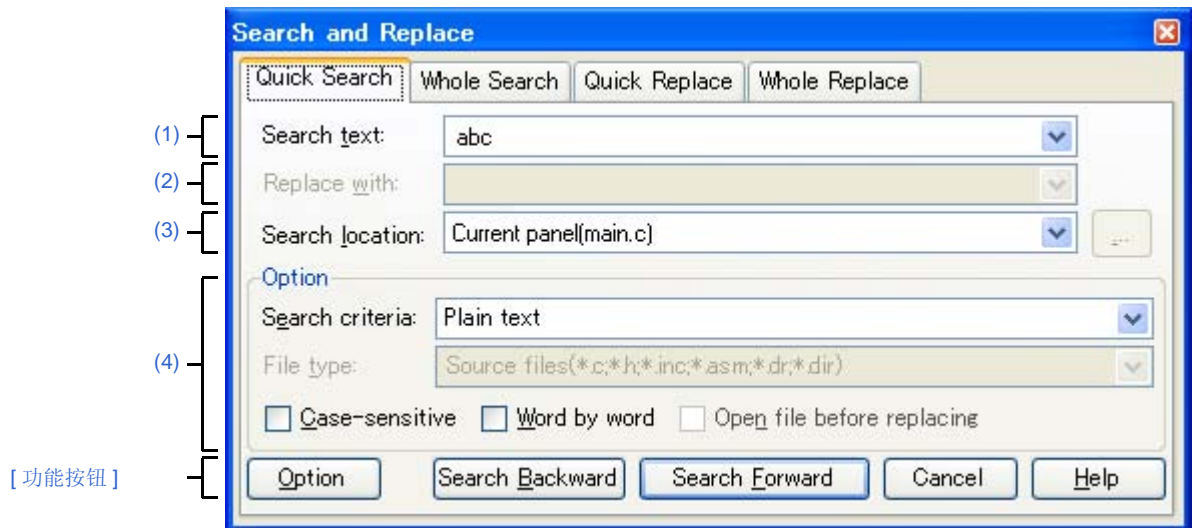 Search and Replace
Quick Search Whole Search Quick Replace Whole Replace
(1) Search text: abc
(2) Replace with:
(3) Search location: Current panel(main.c) ...
Option
Search criteria: Plain text
(4) File type: Source files(*.c;*.h;*.inc;*.asm;*.dr;*.dir)
Case-sensitive Word by word Open file before replacing
[ 功能按钮 ] Option Search Backward Search Forward Cancel Help